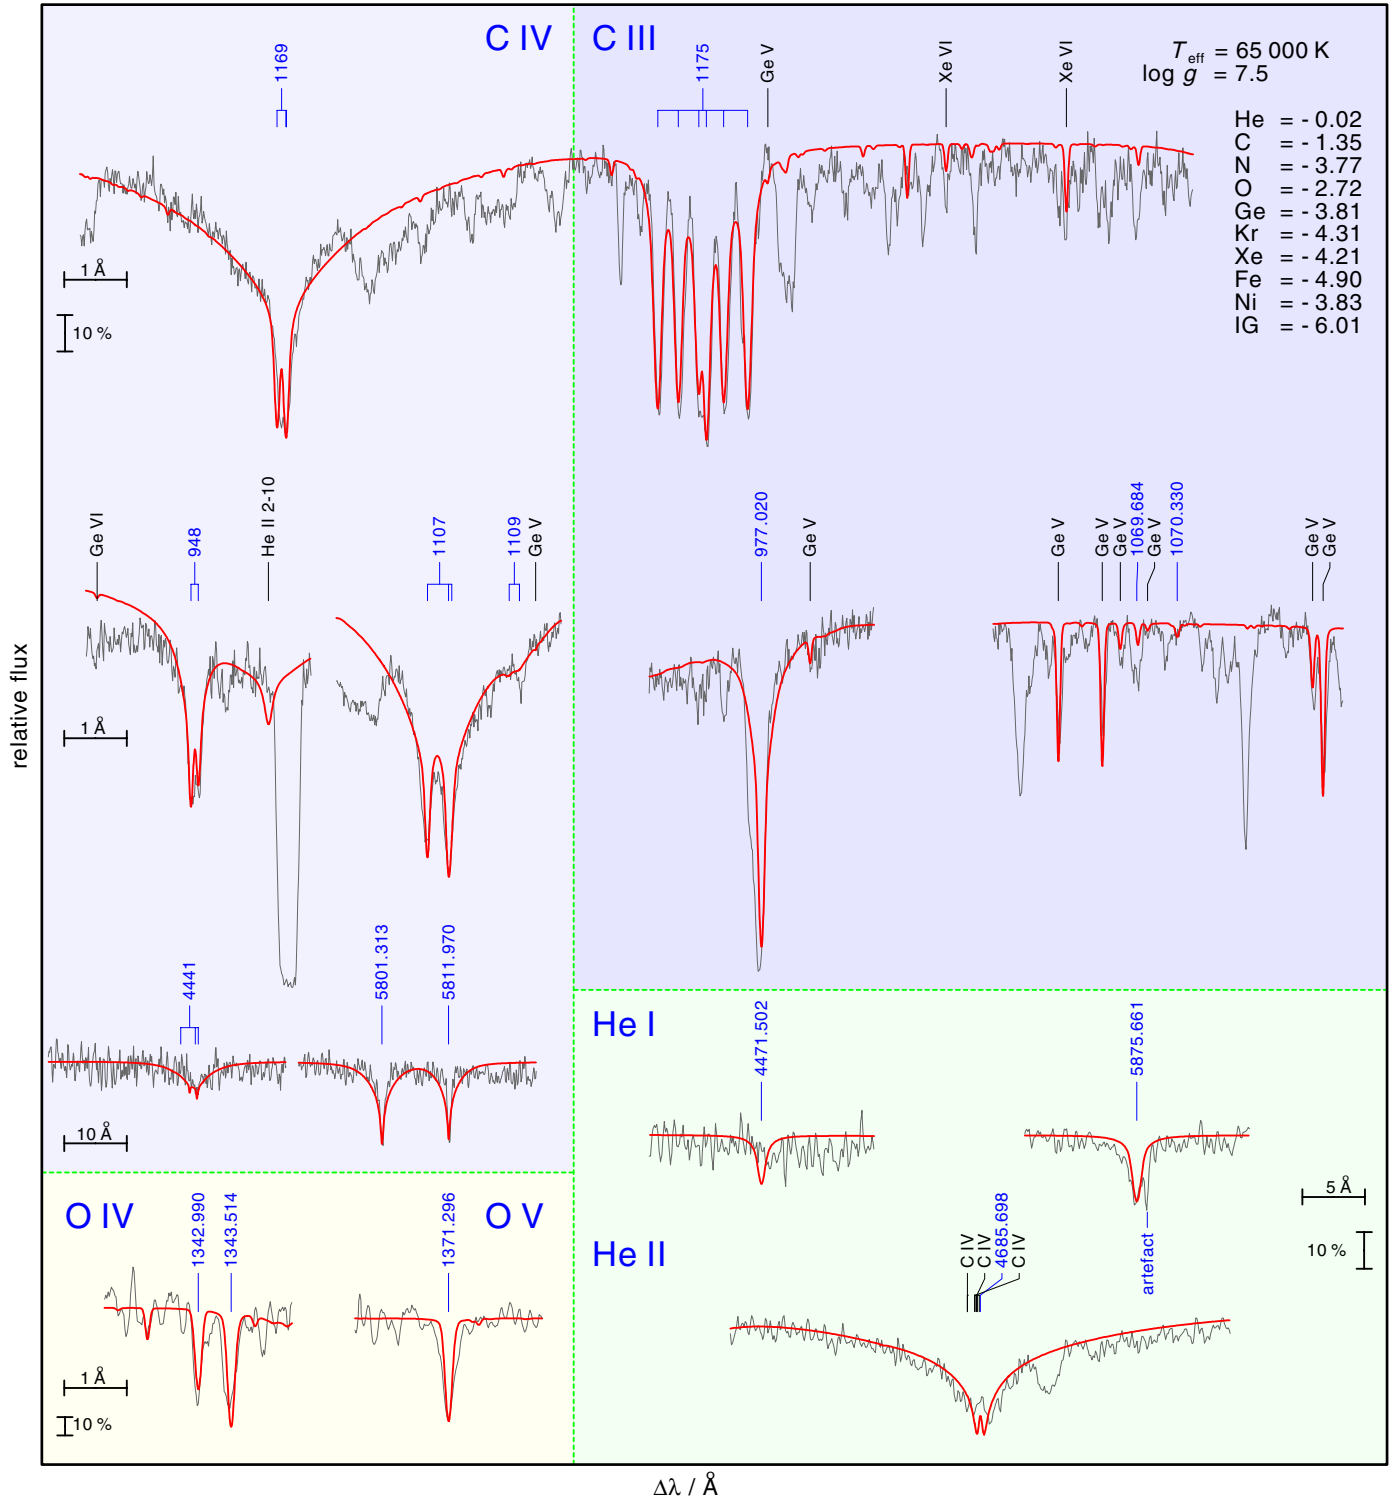 C IV
C III
1169
1175
Ge V
Xe VI
Xe VI
T eff = 65 000 K
log g = 7.5
He = - 0.02
C = - 1.35
N = - 3.77
O = - 2.72
Ge = - 3.81
Kr = - 4.31
Xe = - 4.21
Fe = - 4.90
Ni = - 3.83
IG = - 6.01
1 Å
10 %
Ge VI
948
He II 2-10
1107
1109
Ge V
977.020
Ge V
Ge V
Ge V
Ge V
1069.684
Ge V
1070.330
Ge V
Ge V
1 Å
relative flux
4441
5801.313
5811.970
10 Å
He I
4471.502
5875.661
5 Å
10 %
artefact
He II
C IV
C IV
4685.698
C IV
O IV
1342.990
1343.514
O V
1371.296
1 Å
10 %
Δλ / Å